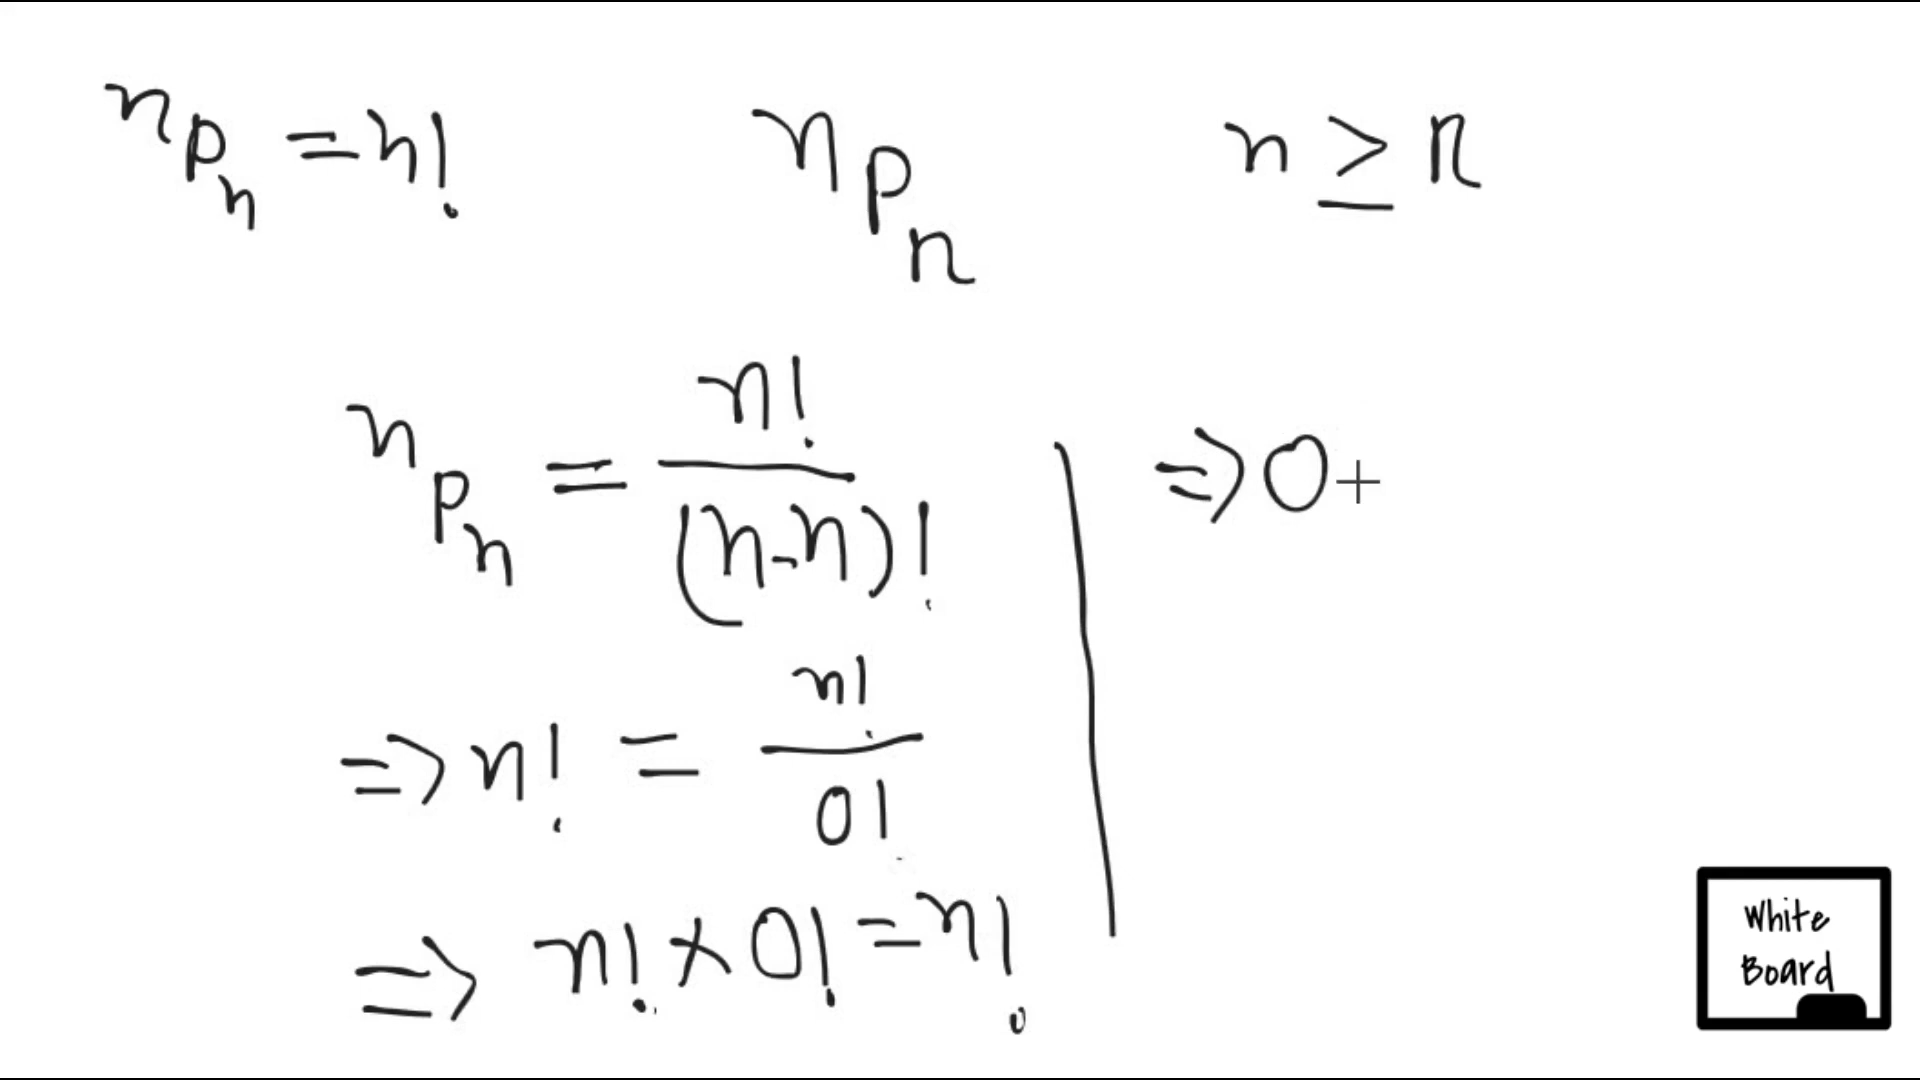 ⁿPₙ = n!
ⁿPᵣ
n ≥ r
ⁿPₙ = n! / (n-n)!
⇒ n! = n! / 0!
⇒ n! × 0! = n!
⇒ 0
White
Board